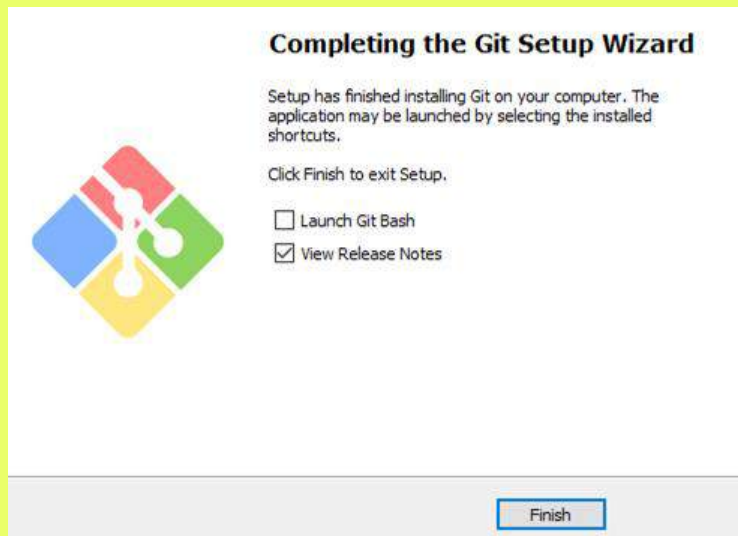 Completing the Git Setup Wizard
Setup has finished installing Git on your computer. The
application may be launched by selecting the installed
shortcuts.
Click Finish to exit Setup.
Launch Git Bash
View Release Notes
Finish